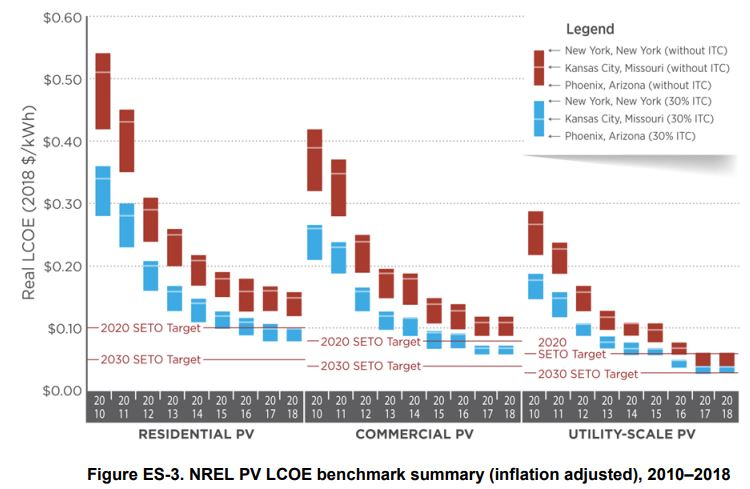 $0.60
$0.50
$0.40
$0.30
$0.20
$0.10
$0.00
Real LCOE (2018 $/kWh)
Legend
New York, New York (without ITC)
Kansas City, Missouri (without ITC)
Phoenix, Arizona (without ITC)
New York, New York (30% ITC)
Kansas City, Missouri (30% ITC)
Phoenix, Arizona (30% ITC)
2020 SETO Target
2030 SETO Target
2020 SETO Target
2030 SETO Target
2020
SETO Target
2030 SETO Target
20 20 20 20 20 20 20 20 20
10 11 12 13 14 15 16 17 18
RESIDENTIAL PV
20 20 20 20 20 20 20 20 20
10 11 12 13 14 15 16 17 18
COMMERCIAL PV
20 20 20 20 20 20 20 20 20
10 11 12 13 14 15 16 17 18
UTILITY-SCALE PV
Figure ES-3. NREL PV LCOE benchmark summary (inflation adjusted), 2010–2018